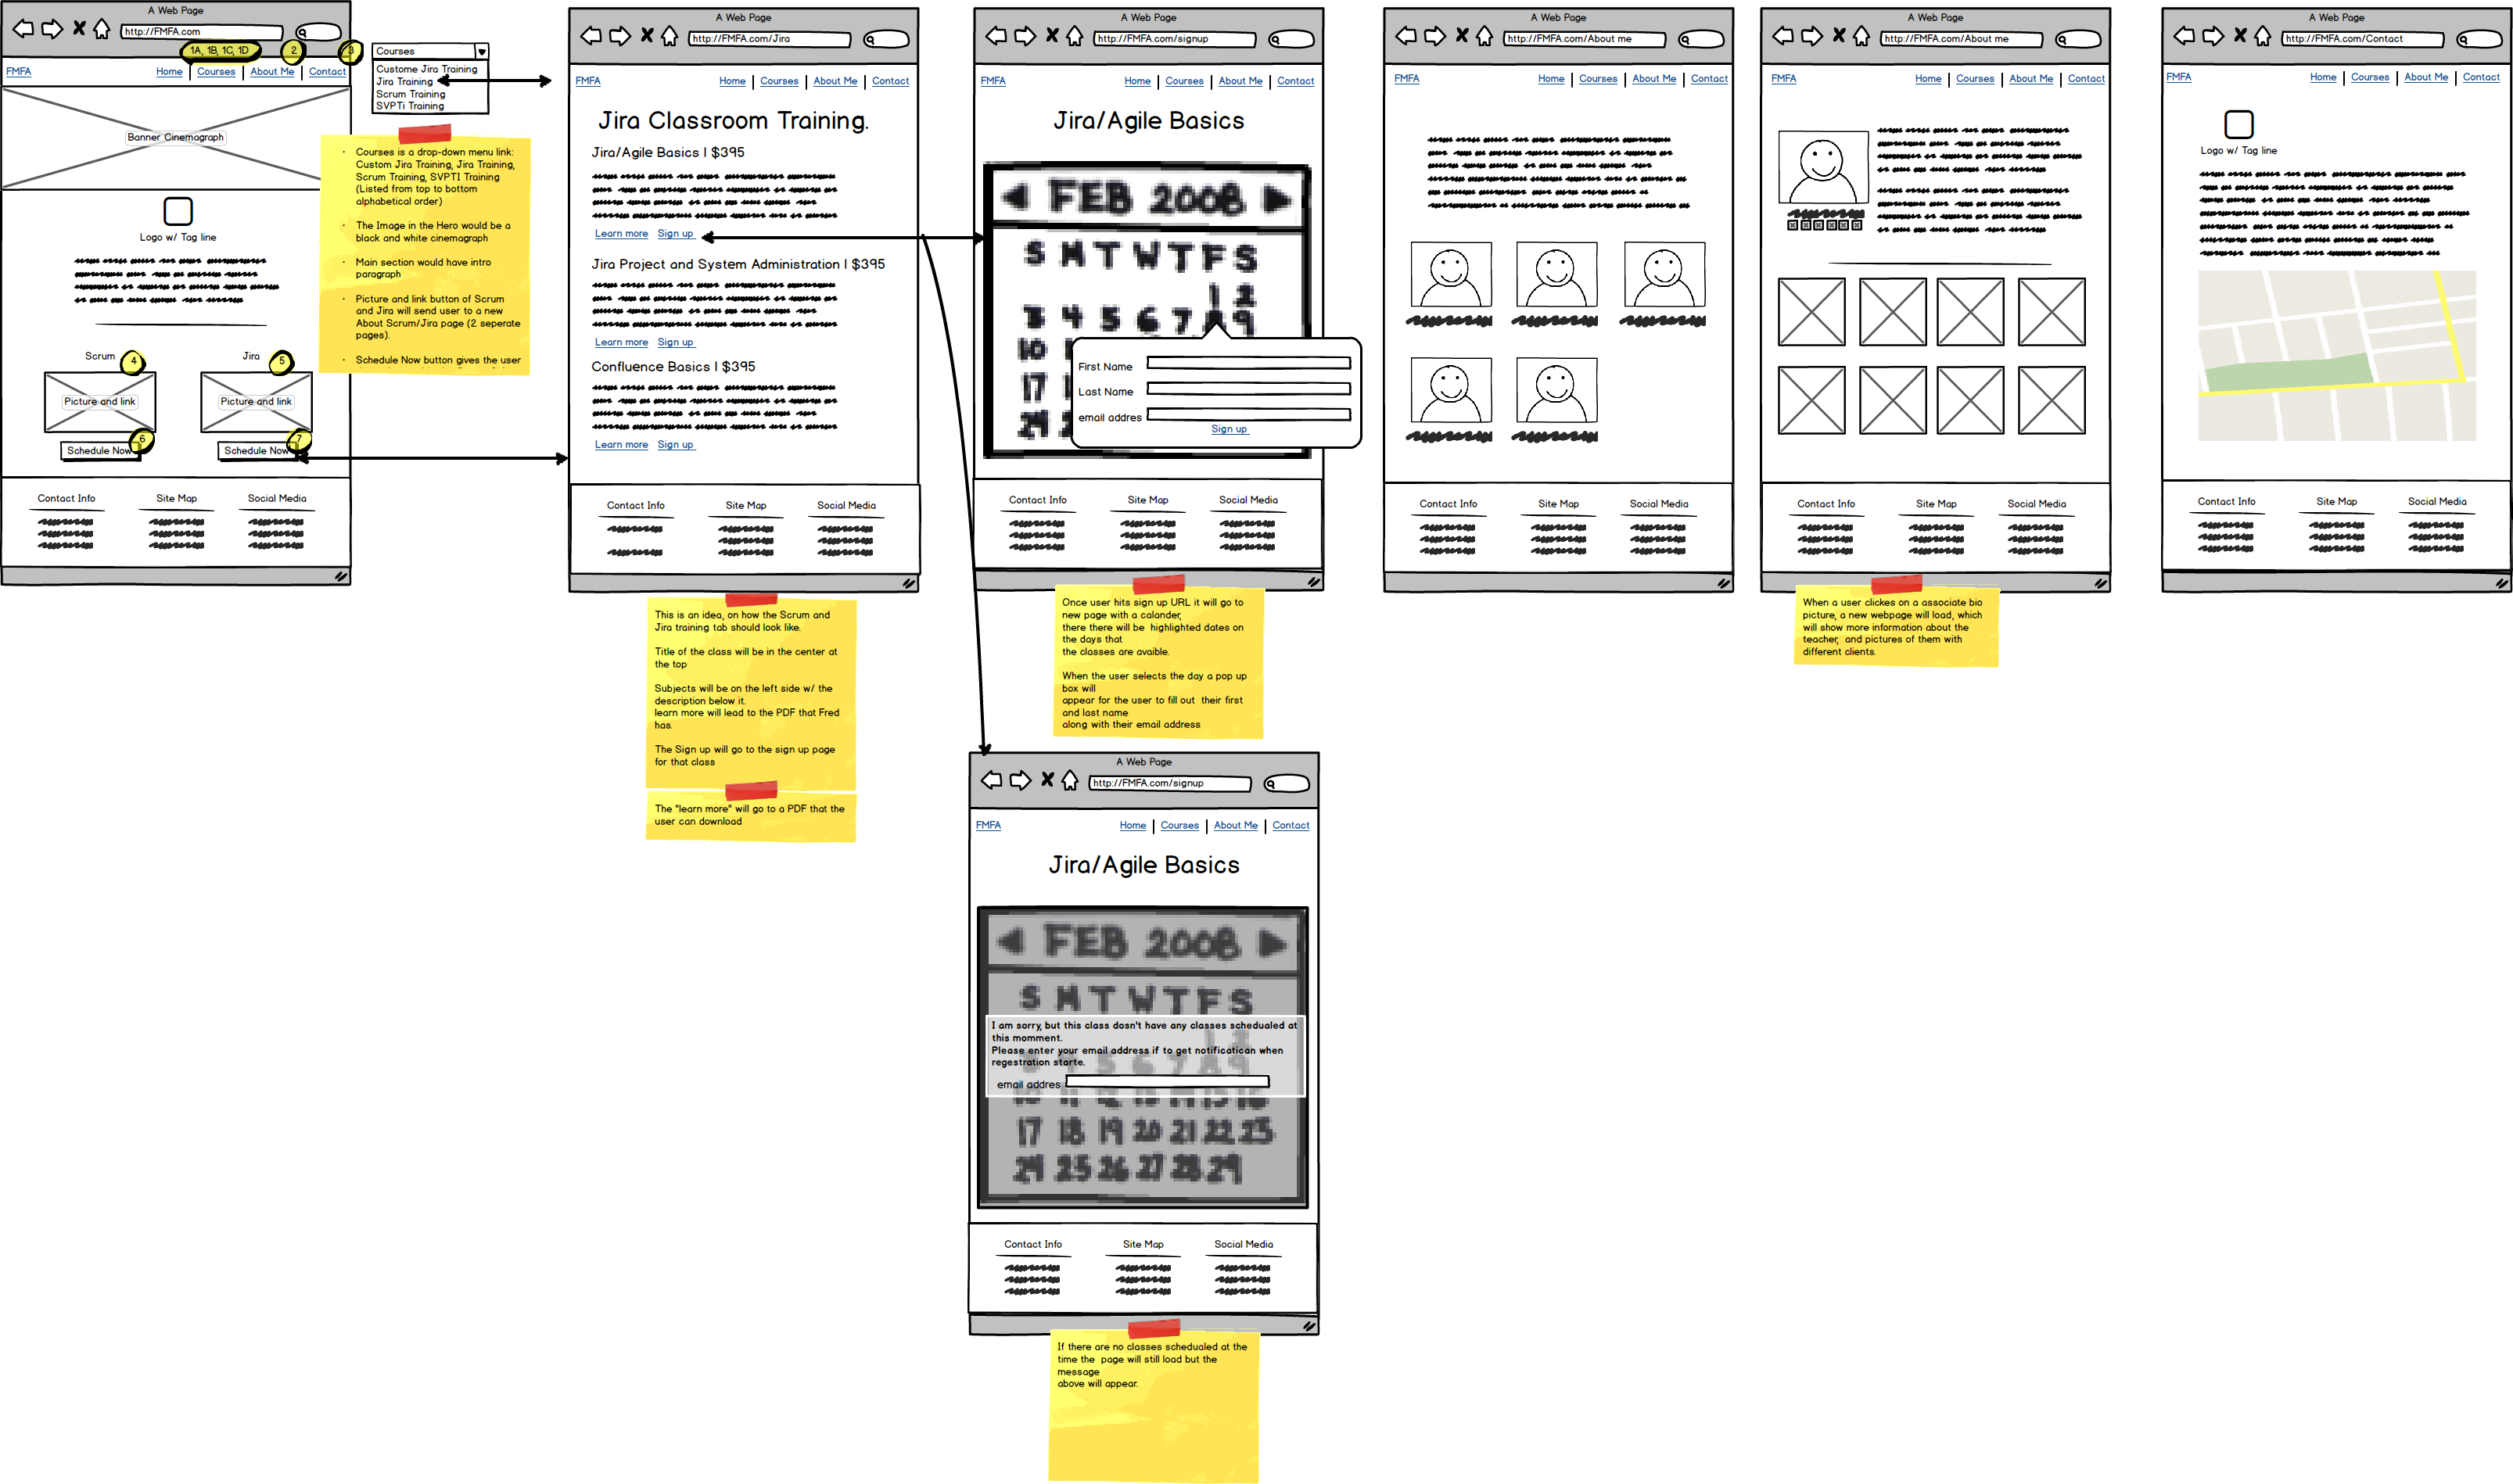 A Web Page
http://FMFA.com
1A, 1B, 1C, 1D
2
3
FMFA
Home
Courses
About Me
Contact
Banner Cinemagraph
Logo w/ Tag line
Scrum
4
Jira
5
Picture and link
Picture and link
6
7
Schedule Now
Schedule Now
Contact Info
Site Map
Social Media
Courses
Custome Jira Training
Jira Training
Scrum Training
SVPTi Training
· Courses is a drop-down menu link:
Custom Jira Training, Jira Training,
Scrum Training, SVPTI Training
(Listed from top to bottom
alphabetical order)
· The Image in the Hero would be a
black and white cinemagraph
· Main section would have intro
paragraph
· Picture and link button of Scrum
and Jira will send user to a new
About Scrum/Jira page (2 seperate
pages).
· Schedule Now button gives the user
A Web Page
http://FMFA.com/Jira
FMFA
Home
Courses
About Me
Contact
Jira Classroom Training.
Jira/Agile Basics | $395
Learn more Sign up
Jira Project and System Administration | $395
Learn more Sign up
Confluence Basics | $395
Learn more Sign up
Contact Info
Site Map
Social Media
This is an idea, on how the Scrum and
Jira training tab should look like.
Title of the class will be in the center at
the top
Subjects will be on the left side w/ the
description below it.
learn more will lead to the PDF that Fred
has.
The Sign up will go to the sign up page
for that class
The "learn more" will go to a PDF that the
user can download
A Web Page
http://FMFA.com/signup
FMFA
Home
Courses
About Me
Contact
Jira/Agile Basics
FEB 2008
S M T W T F S
1 2
3 4 5 6 7 8 9
10
17
24
First Name
Last Name
email addres
Sign up
Contact Info
Site Map
Social Media
Once user hits sign up URL it will go to
new page with a calander,
there there will be highlighted dates on
the days that
the classes are avaible.
When the user selects the day a pop up
box will
appear for the user to fill out their first
and last name
along with their email address
A Web Page
http://FMFA.com/signup
FMFA
Home
Courses
About Me
Contact
Jira/Agile Basics
FEB 2008
S M T W T F S
1 2
I am sorry, but this class dosn't have any classes schedualed at
this momment.
Please enter your email address if to get notificatican when
regestration starte.
3 4 5 6 7 8 9
email addres
10 11 12 13 14 15 16
17 18 19 20 21 22 23
24 25 26 27 28 29
Contact Info
Site Map
Social Media
If there are no classes schedualed at the
time the page will still load but the
message
above will appear.
A Web Page
http://FMFA.com/About me
FMFA
Home
Courses
About Me
Contact
Contact Info
Site Map
Social Media
A Web Page
http://FMFA.com/About me
FMFA
Home
Courses
About Me
Contact
Contact Info
Site Map
Social Media
When a user clickes on a associate bio
picture, a new webpage will load, which
will show more information about the
teacher, and pictures of them with
different clients.
A Web Page
http://FMFA.com/Contact
FMFA
Home
Courses
About Me
Contact
Logo w/ Tag line
Contact Info
Site Map
Social Media